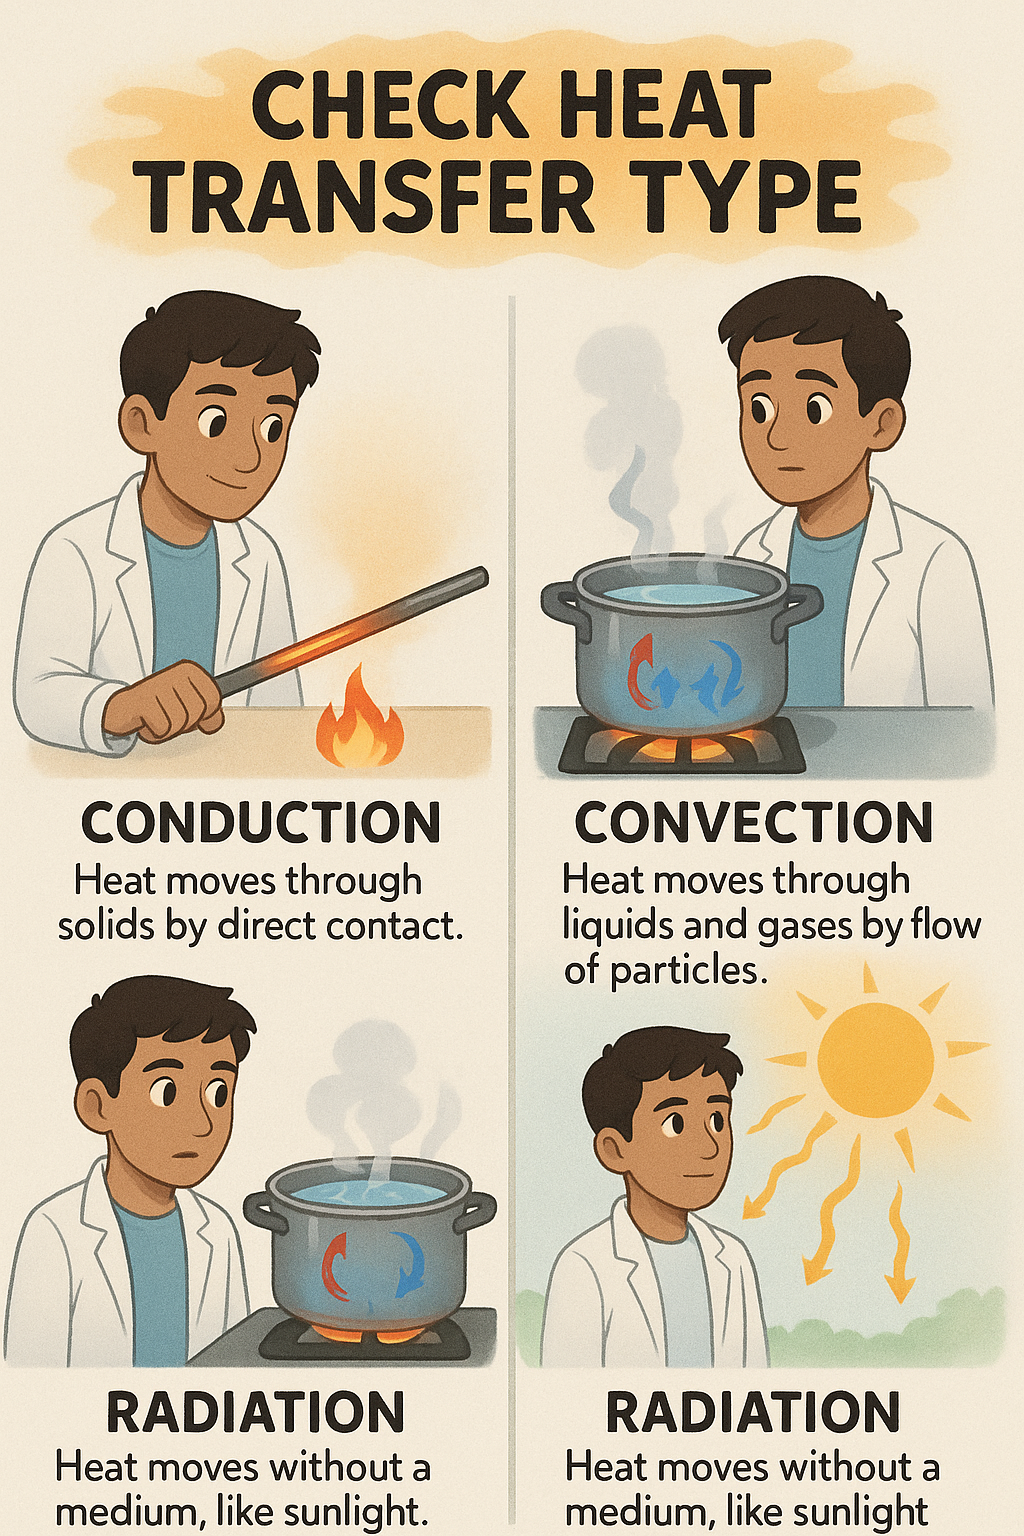 CHECK HEAT
TRANSFER TYPE
CONDUCTION
Heat moves through
solids by direct contact.
CONVECTION
Heat moves through
liquids and gases by flow
of particles.
RADIATION
Heat moves without a
medium, like sunlight.
RADIATION
Heat moves without a
medium, like sunlight